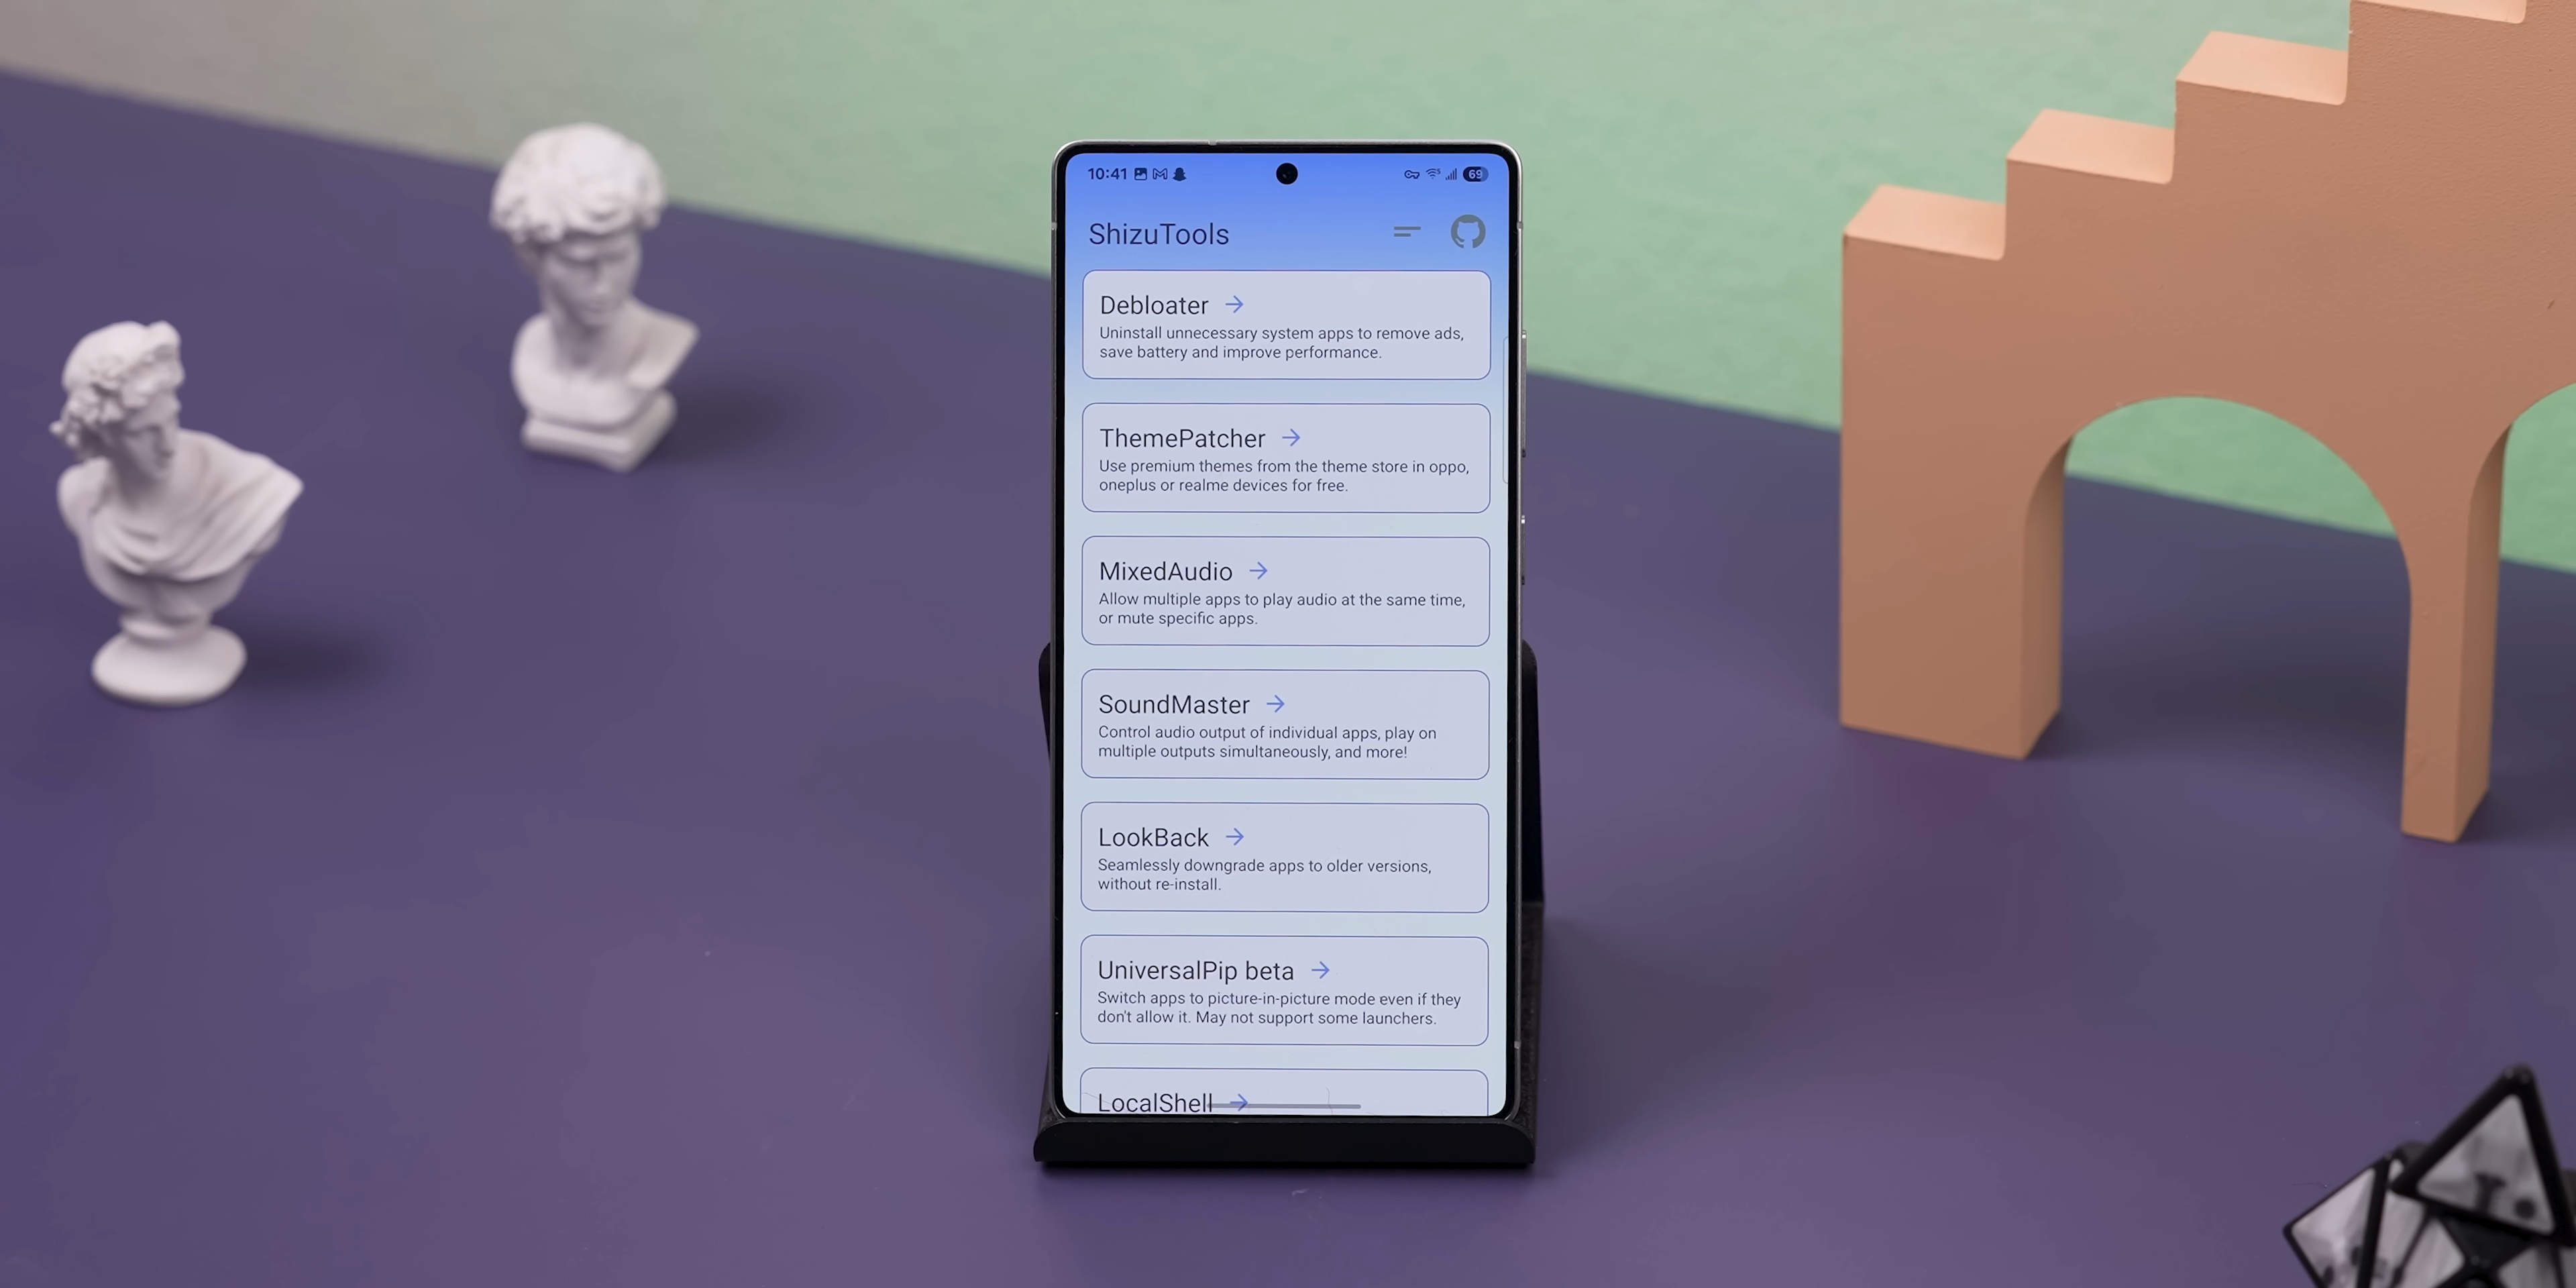 10:41
69
ShizuTools
Debloater
Uninstall unnecessary system apps to remove ads,
save battery and improve performance.
ThemePatcher
Use premium themes from the theme store in oppo,
oneplus or realme devices for free.
MixedAudio
Allow multiple apps to play audio at the same time,
or mute specific apps.
SoundMaster
Control audio output of individual apps, play on
multiple outputs simultaneously, and more!
LookBack
Seamlessly downgrade apps to older versions,
without re-install.
UniversalPip beta
Switch apps to picture-in-picture mode even if they
don't allow it. May not support some launchers.
LocalShell